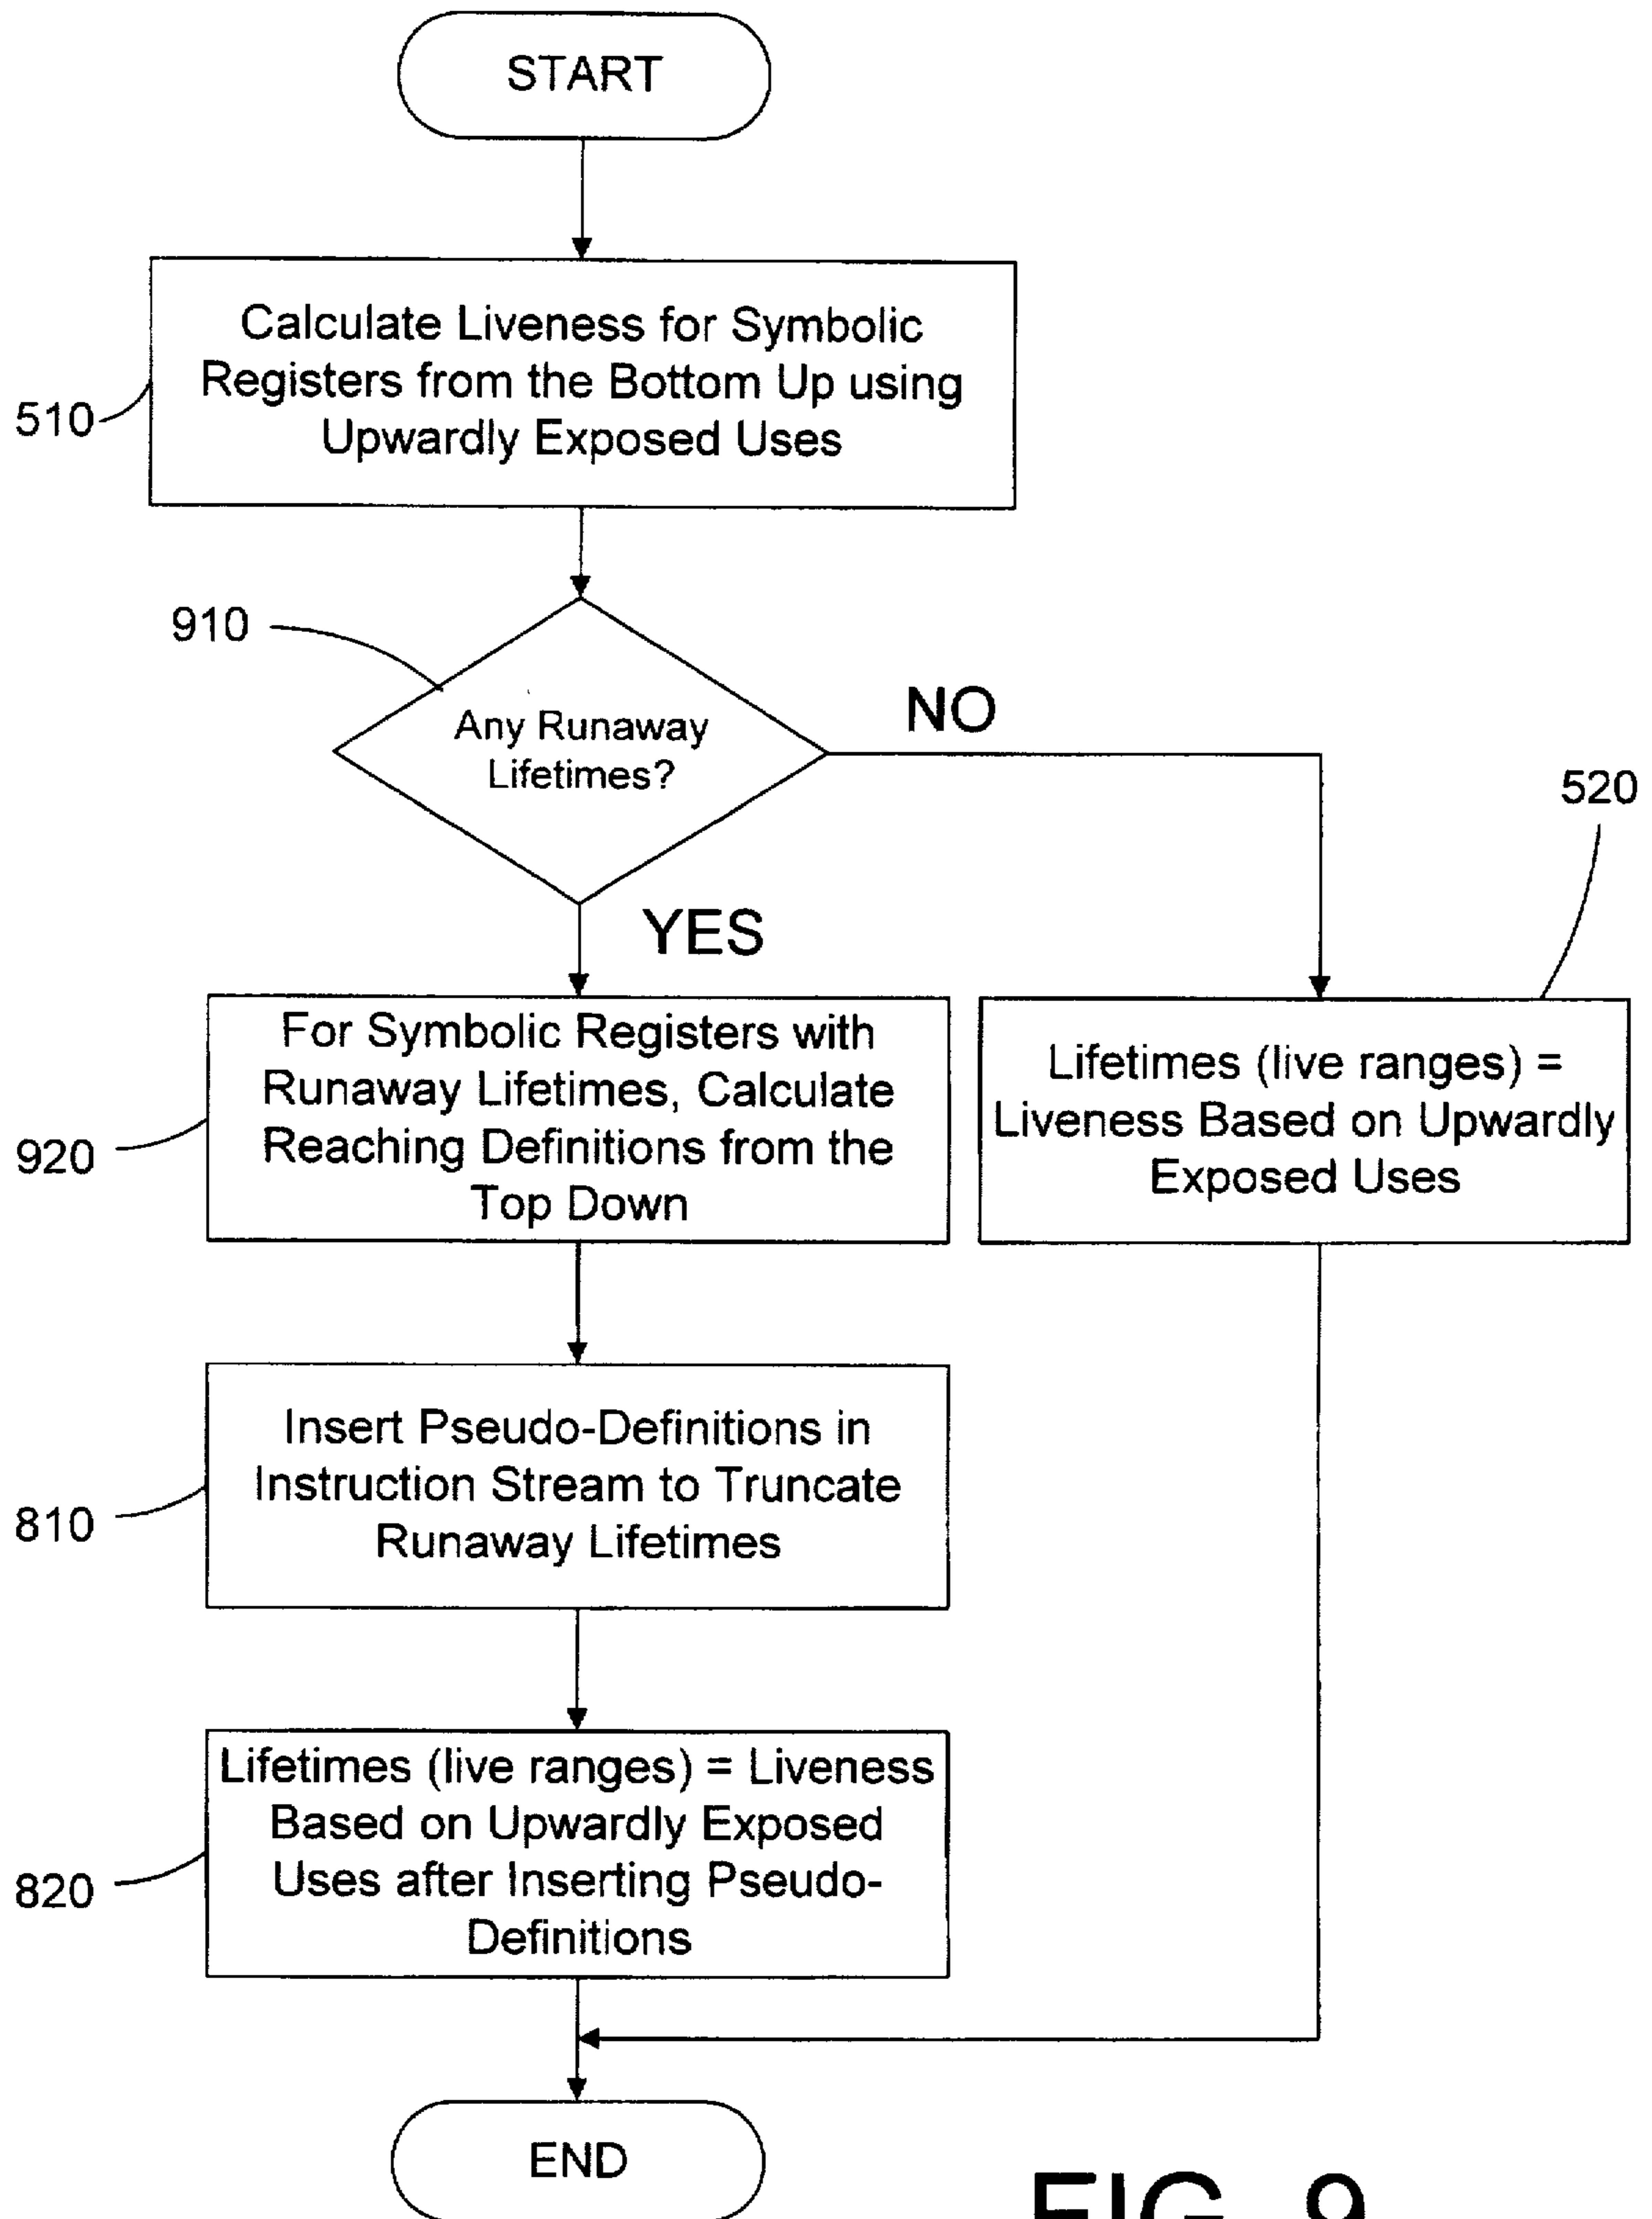 START
Calculate Liveness for Symbolic
Registers from the Bottom Up using
Upwardly Exposed Uses
510
910
Any Runaway
Lifetimes?
NO
520
YES
For Symbolic Registers with
Runaway Lifetimes, Calculate
Reaching Definitions from the
Top Down
920
Lifetimes (live ranges) =
Liveness Based on Upwardly
Exposed Uses
Insert Pseudo-Definitions in
Instruction Stream to Truncate
Runaway Lifetimes
810
Lifetimes (live ranges) = Liveness
Based on Upwardly Exposed
Uses after Inserting Pseudo-
Definitions
820
END
FIG. 9